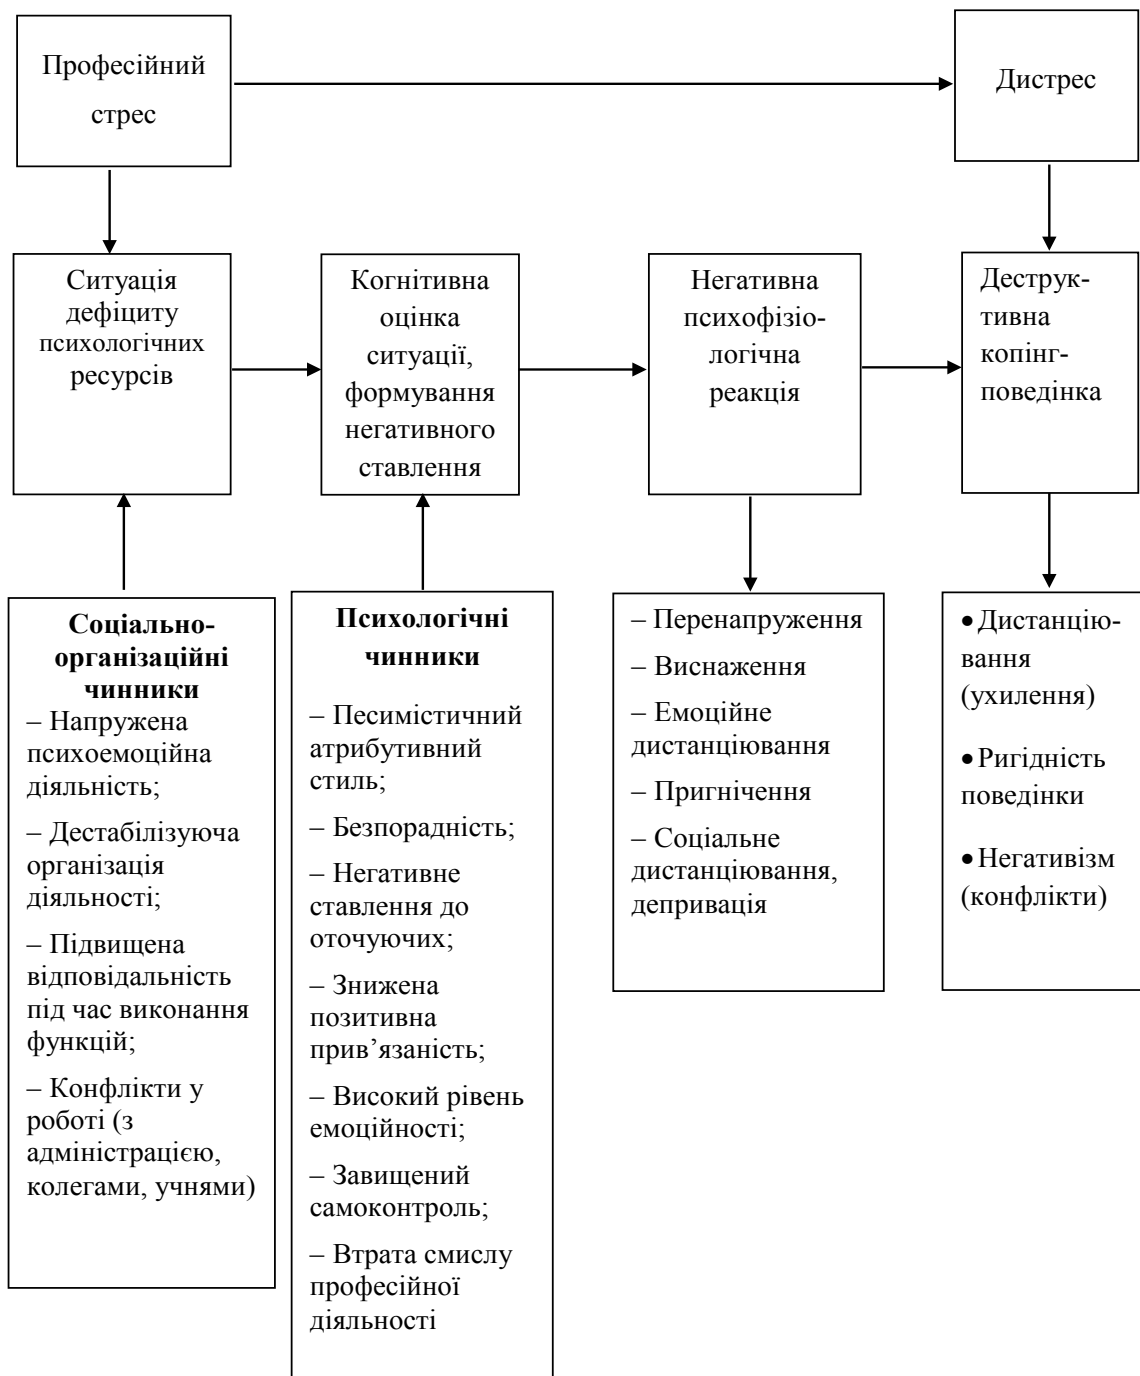 Професійний
стрес
Дистрес
Ситуація
дефіциту
психологічних
ресурсів
Когнітивна
оцінка
ситуації,
формування
негативного
ставлення
Негативна
психофізіо-
логічна
реакція
Деструк-
тивна
копінг-
поведінка
Соціально-
організаційні
чинники
– Напружена
психоемоційна
діяльність;
– Дестабілізуюча
організація
діяльності;
– Підвищена
відповідальність
під час виконання
функцій;
– Конфлікти у
роботі (з
адміністрацією,
колегами, учнями)
Психологічні
чинники
– Песимістичний
атрибутивний
стиль;
– Безпорадність;
– Негативне
ставлення до
оточуючих;
– Знижена
позитивна
прив’язаність;
– Високий рівень
емоційності;
– Завищений
самоконтроль;
– Втрата смислу
професійної
діяльності
– Перенапруження
– Виснаження
– Емоційне
дистанціювання
– Пригнічення
– Соціальне
дистанціювання,
депривація
• Дистанцію-
вання
(ухилення)
• Ригідність
поведінки
• Негативізм
(конфлікти)